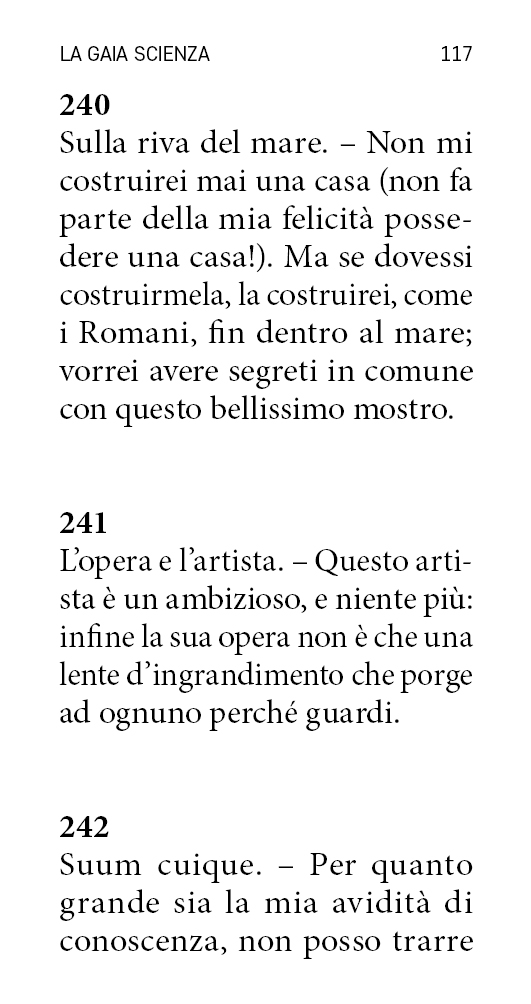 LA GAIA SCIENZA 117
240
Sulla riva del mare. – Non mi
costruirei mai una casa (non fa
parte della mia felicità posse-
dere una casa!). Ma se dovessi
costruirmela, la costruirei, come
i Romani, fin dentro al mare;
vorrei avere segreti in comune
con questo bellissimo mostro.
241
L’opera e l’artista. – Questo arti-
sta è un ambizioso, e niente più:
infine la sua opera non è che una
lente d’ingrandimento che porge
ad ognuno perché guardi.
242
Suum cuique. – Per quanto
grande sia la mia avidità di
conoscenza, non posso trarre